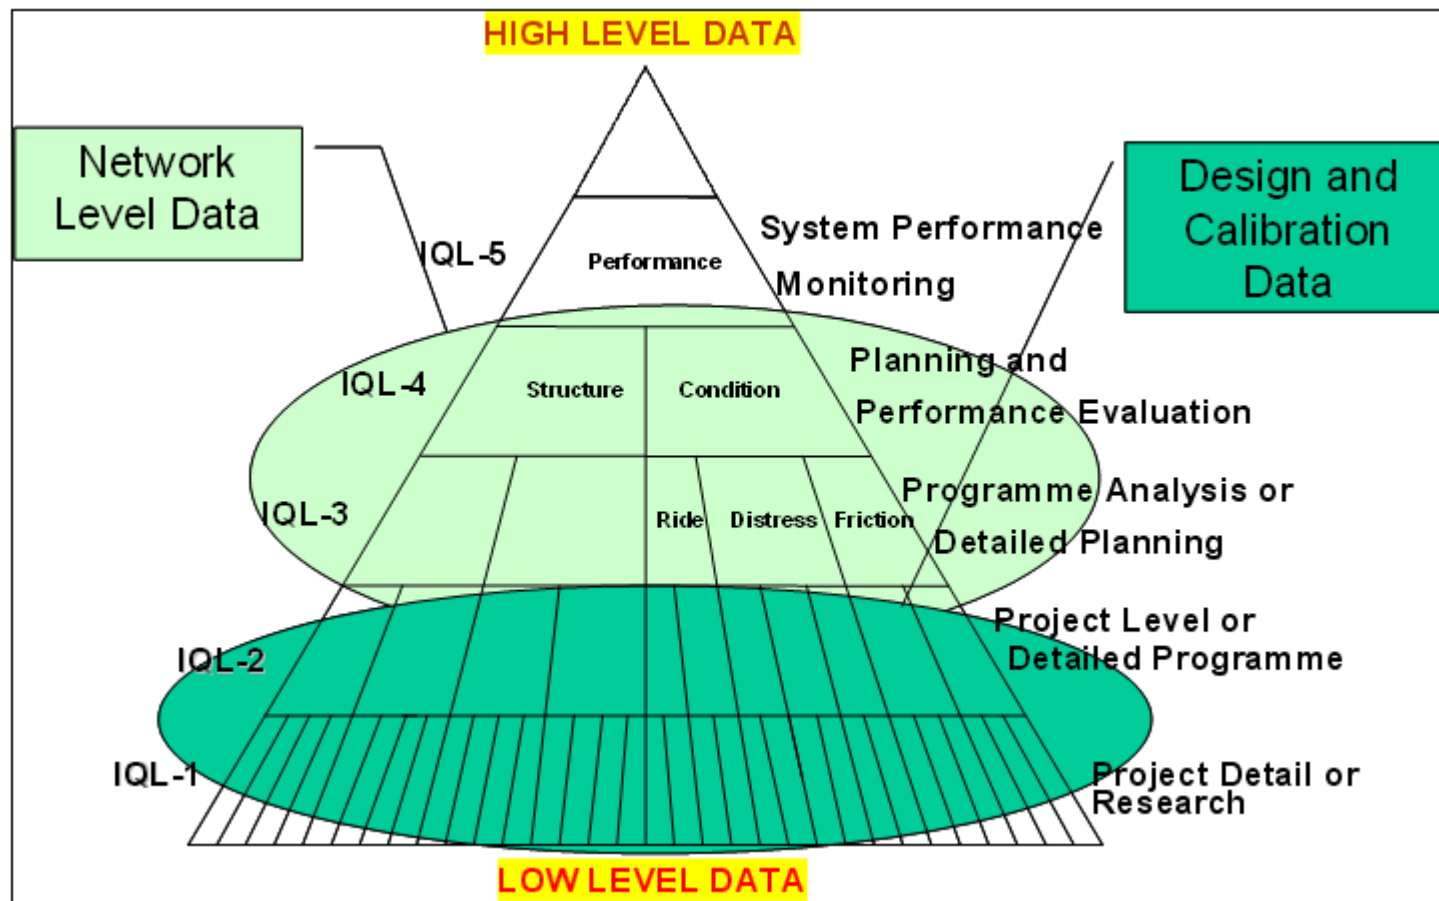 HIGH LEVEL DATA
Network
Level Data
Design and
Calibration
Data
IQL-5
Performance
System Performance
Monitoring
IQL-4
Structure
Condition
Planning and
Performance Evaluation
IQL-3
Ride
Distress
Friction
Programme Analysis or
Detailed Planning
IQL-2
Project Level or
Detailed Programme
IQL-1
Project Detail or
Research
LOW LEVEL DATA